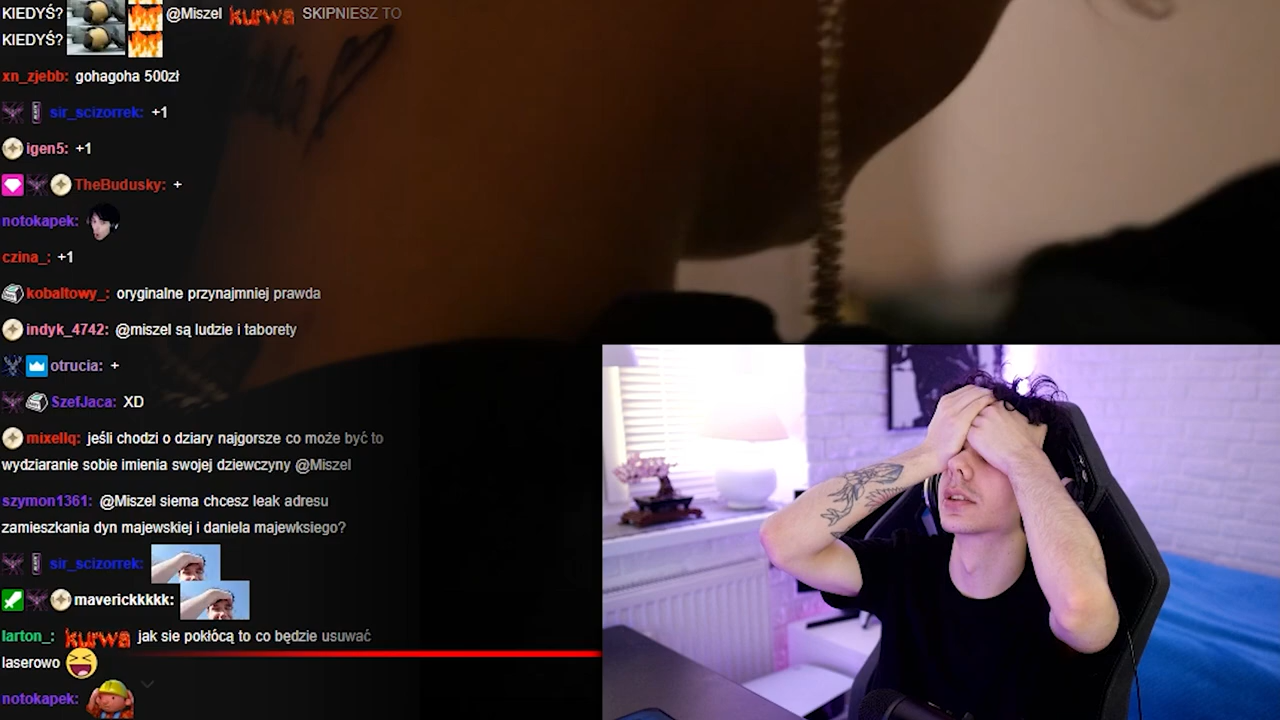 KIEDYŚ? @Miszel kurwa SKIPNIESZ TO
KIEDYŚ?
xn_zjebb: gohagoha 500zł
sir_scizorrek: +1
igen5: +1
TheBudusky: +
notokapek:
czina_: +1
kobaltowy_: oryginalne przynajmniej prawda
indyk_4742: @miszel są ludzie i taborety
otrucia: +
SzefJaca: XD
mixellq: jeśli chodzi o dziary najgorsze co może być to
wydziaranie sobie imienia swojej dziewczyny @Miszel
szymon1361: @Miszel siema chcesz leak adresu
zamieszkania dyn majewskiej i daniela majewksiego?
sir_scizorrek:
maverickkkkk:
larton_: kurwa jak sie pokłócą to co będzie usuwać
laserowo
notokapek: